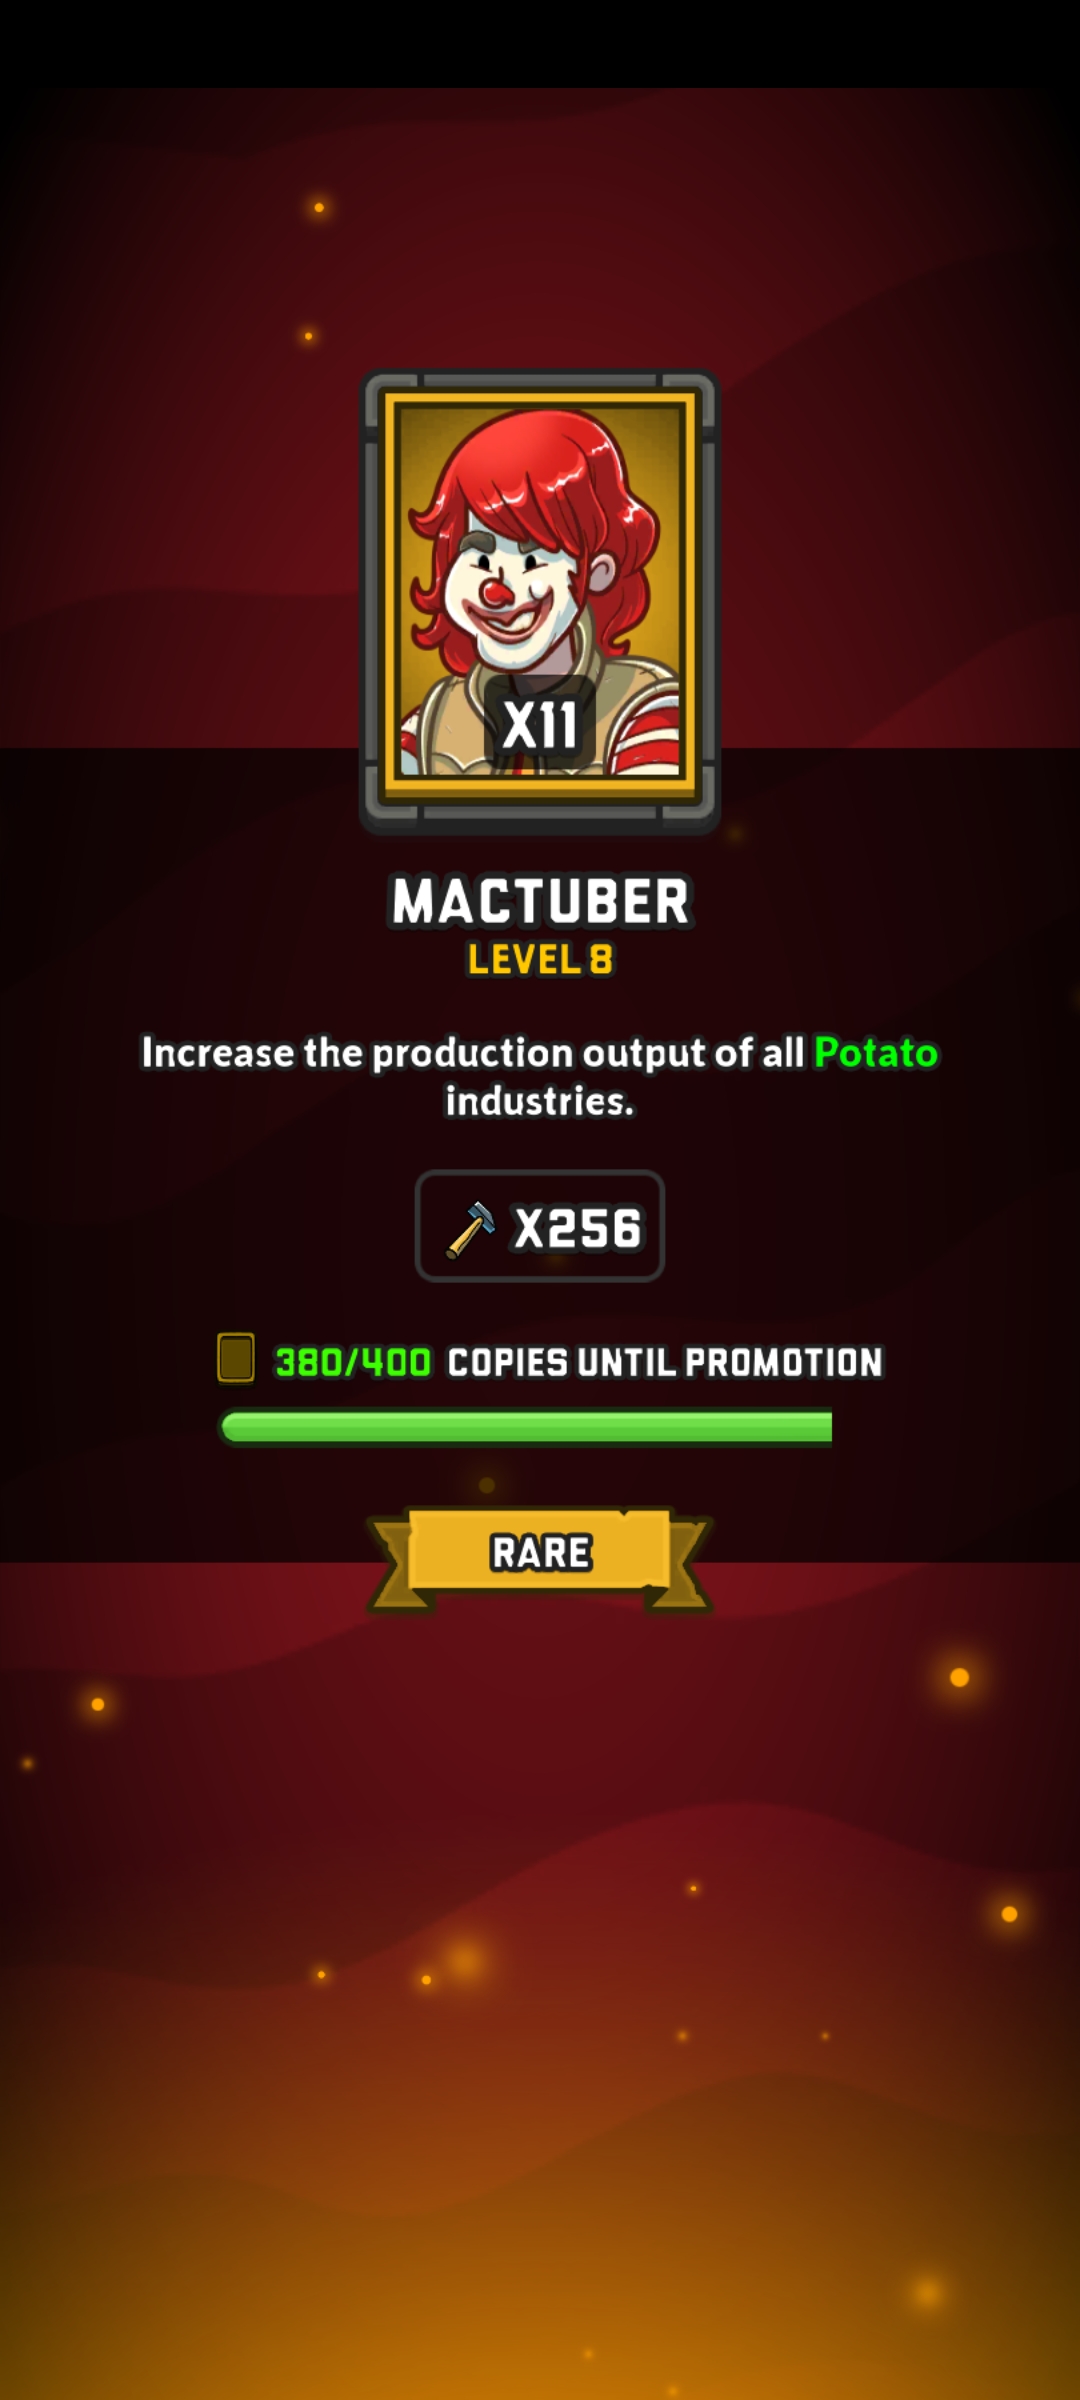 X11
MACTUBER
LEVEL 8
Increase the production output of all Potato
industries.
X256
380/400 COPIES UNTIL PROMOTION
RARE